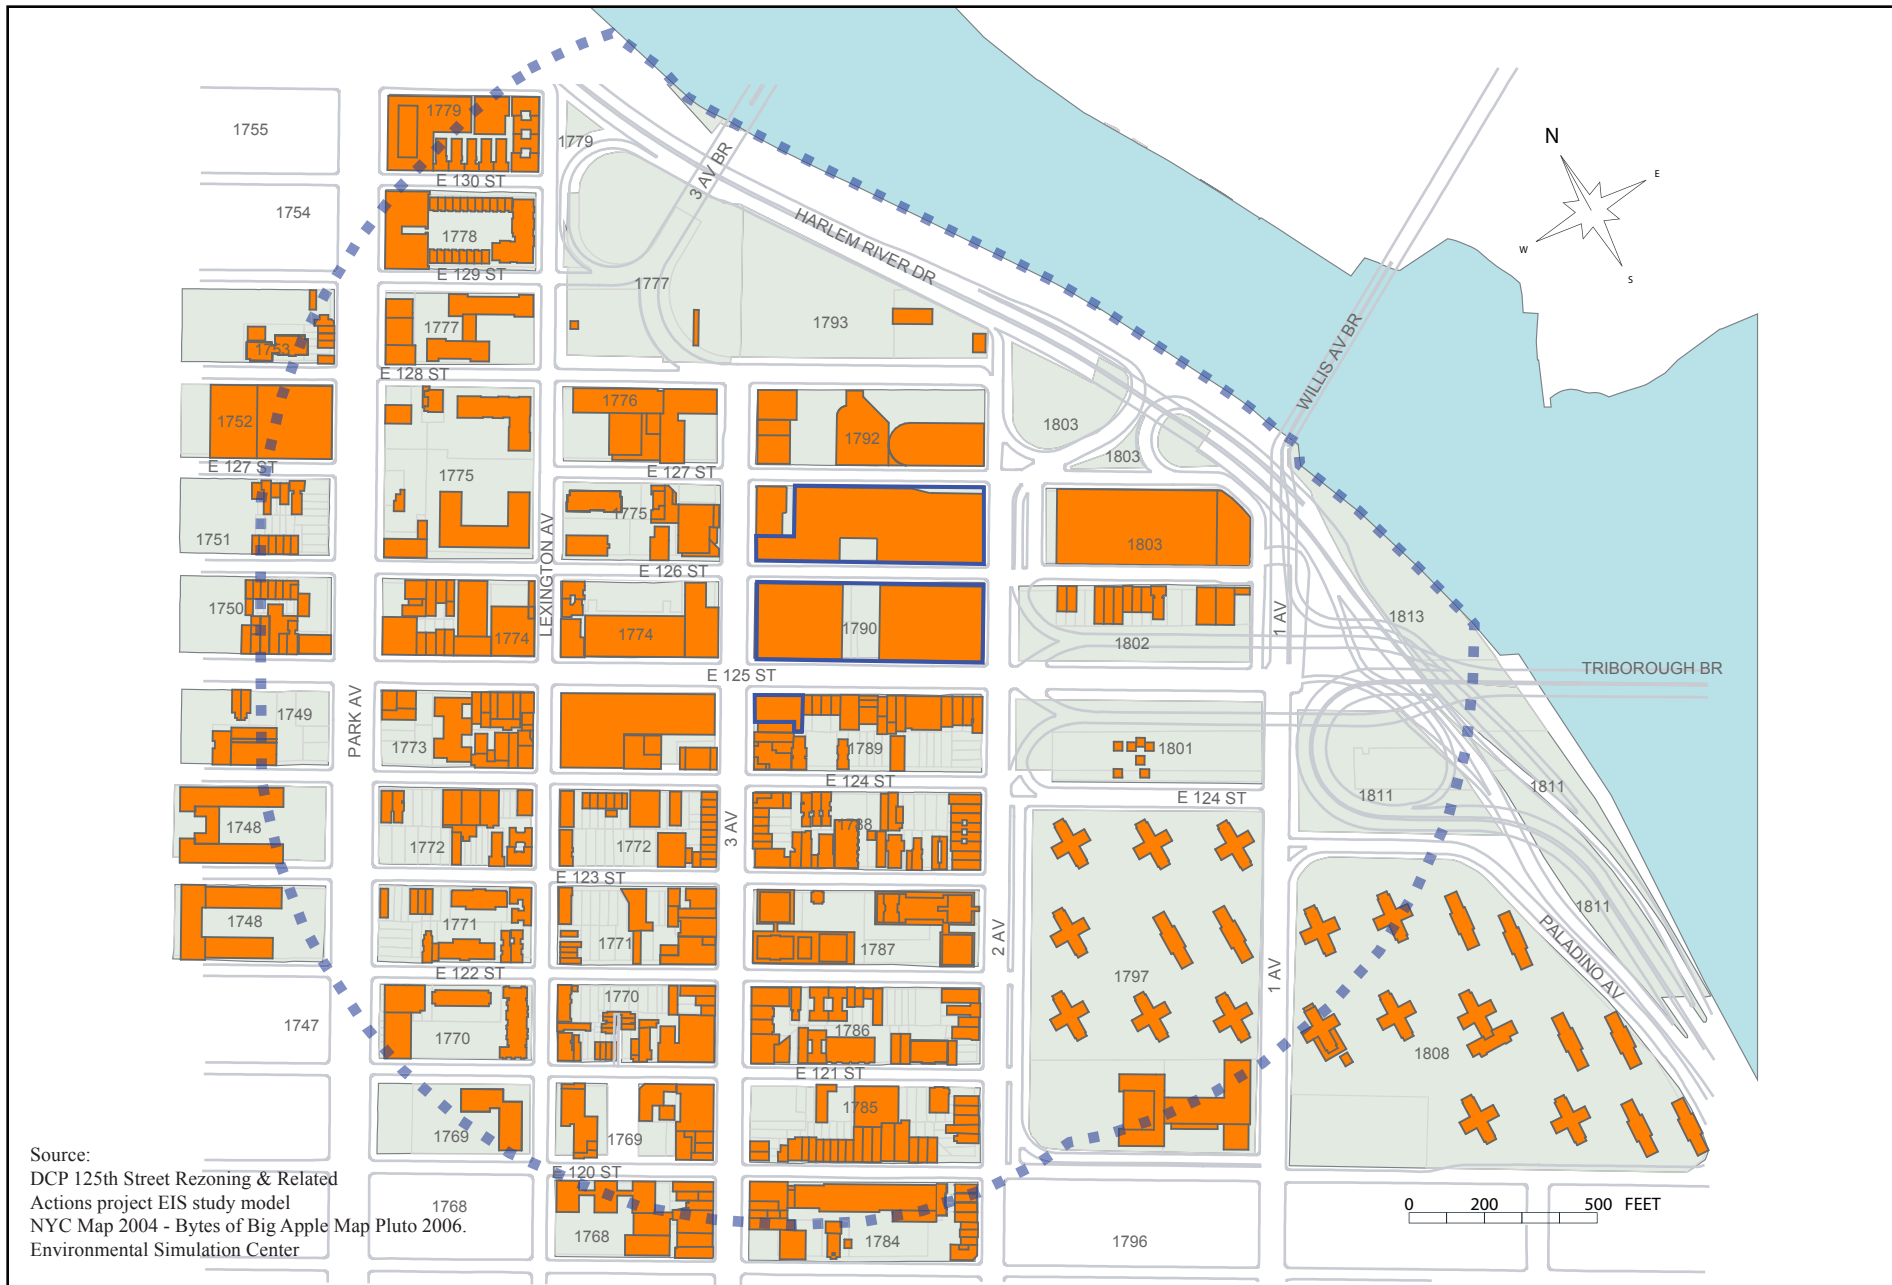 1755
1779
1779
E 130 ST
3 AV BR
N
E
W
S
1754
1778
HARLEM RIVER DR
E 129 ST
1777
1777
1793
1753
WILLIS AV BR
E 128 ST
1752
1776
1792
1803
1803
E 127 ST
1775
E 127 ST
1751
1775
LEXINGTON AV
1803
E 126 ST
1750
1774
1774
1790
1802
1 AV
1813
E 125 ST
TRIBOROUGH BR
PARK AV
1749
1773
1789
1801
E 124 ST
E 124 ST
1811
1811
1748
1772
1772
3 AV
1788
E 123 ST
1748
1771
1771
1787
2 AV
1811
PALADINO AV
E 122 ST
1797
1 AV
1747
1770
1770
1786
1808
E 121 ST
1769
1769
1785
E 120 ST
1768
1768
1784
1796
0 200 500 FEET
Source:
DCP 125th Street Rezoning & Related
Actions project EIS study model
NYC Map 2004 - Bytes of Big Apple Map Pluto 2006.
Environmental Simulation Center